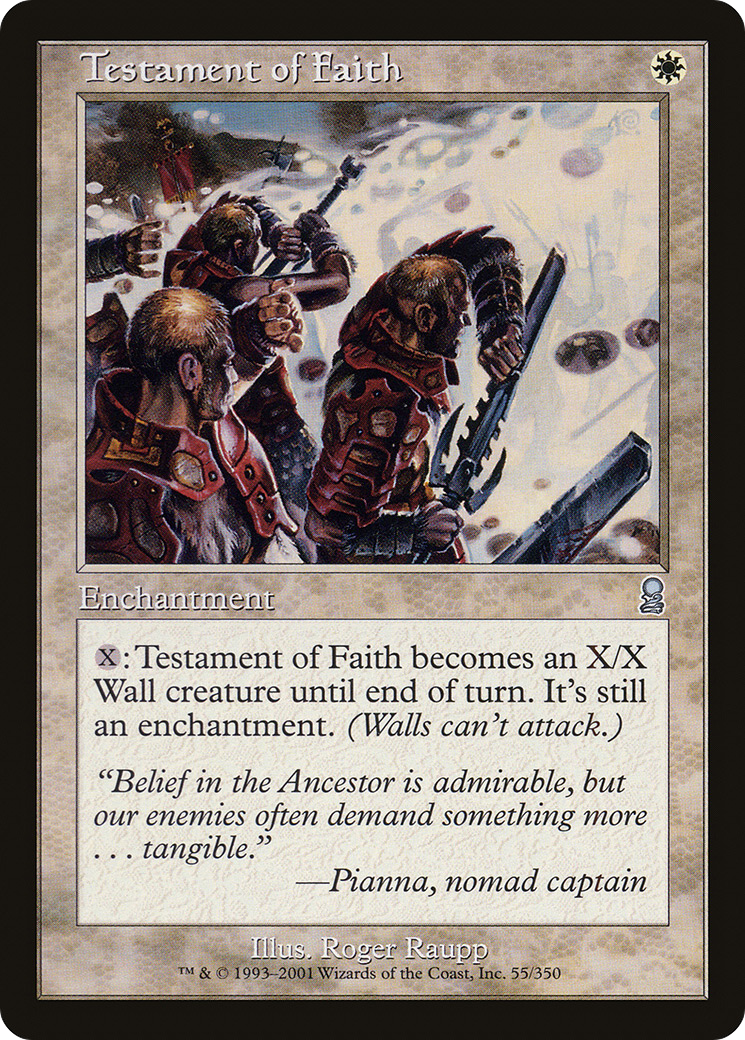 Testament of Faith
Enchantment
X: Testament of Faith becomes an X/X
Wall creature until end of turn. It's still
an enchantment. (Walls can't attack.)
“Belief in the Ancestor is admirable, but
our enemies often demand something more
. . . tangible.”
—Pianna, nomad captain
Illus. Roger Raupp
™ & © 1993–2001 Wizards of the Coast, Inc. 55/350